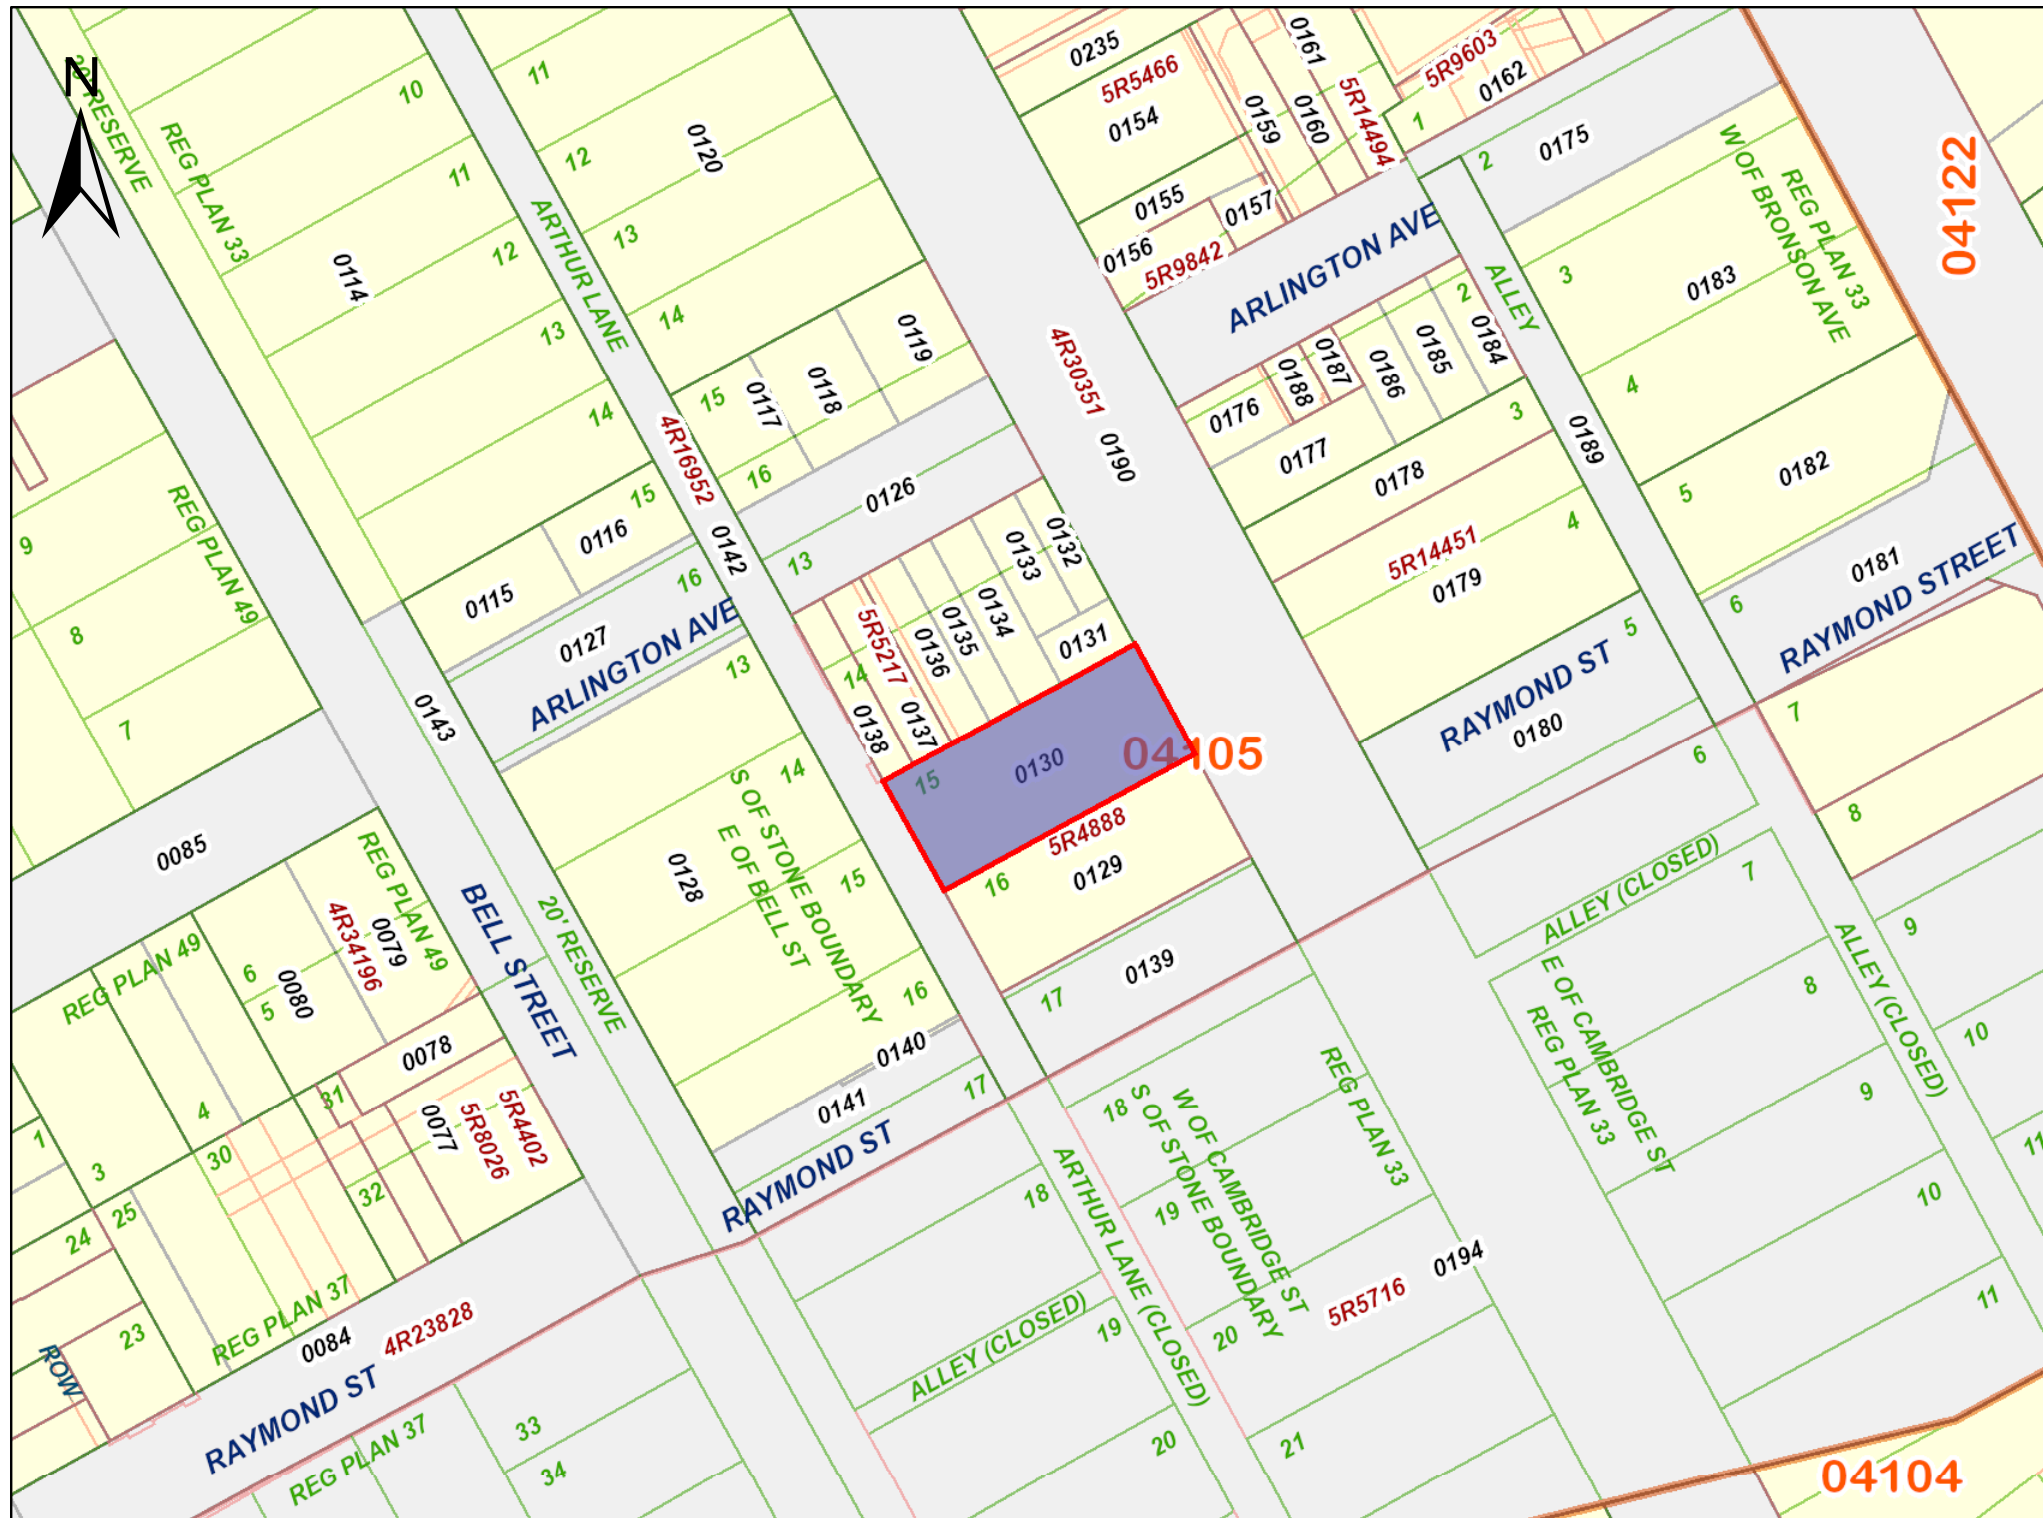 N
20' RESERVE
REG PLAN 33
10
11
12
13
14
15
0114
0115
0116
16
0127
ARLINGTON AVE
0143
11
12
13
14
15
16
0120
ARTHUR LANE
0117
0118
0119
4R16952
0142
0126
13
0235
5R5466
0154
0155
0156
0157
5R9842
0159
0160
0161
5R14494
5R9603
0162
1
2
0175
W OF BRONSON AVE
REG PLAN 33
04122
ARLINGTON AVE
ALLEY
3
0183
4
4R30351
0190
0176
0188
0187
0186
0185
0184
2
0177
0178
3
0189
5
0182
5R14451
0179
4
5
6
0181
RAYMOND STREET
RAYMOND ST
0180
6
7
8
9
8
7
REG PLAN 49
0085
REG PLAN 49
REG PLAN 49
0132
0133
0134
0135
0136
5R5217
0137
0138
14
0131
0130
15
04105
5R4888
0129
16
0139
17
13
14
15
16
0128
S OF STONE BOUNDARY
E OF BELL ST
0140
0141
17
RAYMOND ST
BELL STREET
20' RESERVE
6
5
0080
4R34196
0079
0078
31
0077
5R8026
5R4402
4
30
32
1
3
24
25
23
ROW
REG PLAN 37
0084
4R23828
RAYMOND ST
REG PLAN 37
33
34
18
ARTHUR LANE (CLOSED)
ALLEY (CLOSED)
19
20
18
19
20
21
W OF CAMBRIDGE ST
S OF STONE BOUNDARY
REG PLAN 33
5R5716
0194
ALLEY (CLOSED)
7
8
9
10
11
E OF CAMBRIDGE ST
REG PLAN 33
ALLEY (CLOSED)
9
10
11
04104